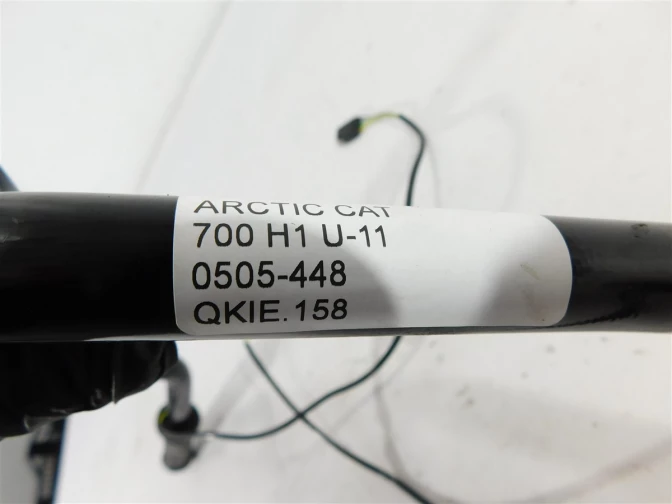 ARCTIC CAT
700 H1 U-11
0505-448
QKIE.158